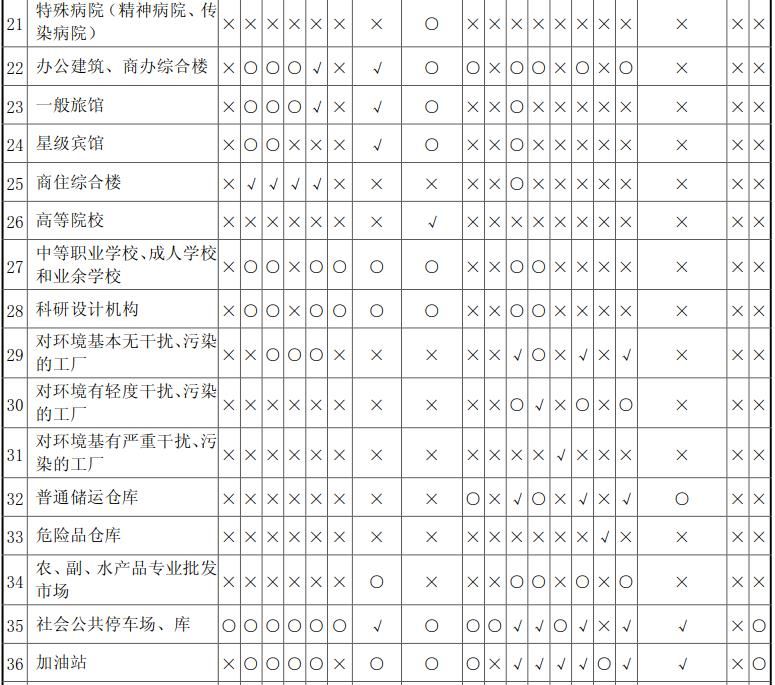 21 特殊病院（精神病院、传
染病院） × × × × × × × ○ × × × × × × × × × × ×
22 办公建筑、商办综合楼 × ○ ○ ○ √ × √ ○ ○ × ○ ○ × ○ × ○ × × ×
23 一般旅馆 × ○ ○ ○ √ × √ ○ × × ○ × × × × × × × ×
24 星级宾馆 × ○ ○ × × × √ ○ × × ○ × × × × × × × ×
25 商住综合楼 × √ √ √ √ × × × × × ○ × × × × × × × ×
26 高等院校 × × × × × × × √ × × × × × × × × × × ×
27 中等职业学校、成人学校
和业余学校 × ○ ○ × ○ ○ ○ ○ × × ○ ○ × × × × × × ×
28 科研设计机构 × ○ ○ × ○ ○ ○ ○ × × ○ ○ × × × × × × ×
29 对环境基本无干扰、污染
的工厂 × × ○ ○ ○ × × × × × √ ○ × √ × √ × × ×
30 对环境有轻度干扰、污染
的工厂 × × × × × × × × × × ○ √ × ○ × ○ × × ×
31 对环境基有严重干扰、污
染的工厂 × × × × × × × × × × × × √ × × × × × ×
32 普通储运仓库 × × × × × × × × ○ × √ ○ × √ × √ ○ × ×
33 危险品仓库 × × × × × × × × × × × × × × √ × × × ×
34 农、副、水产品专业批发
市场 × × × × × × ○ × × × ○ ○ × ○ × ○ × × ×
35 社会公共停车场、库 ○ ○ ○ ○ ○ ○ √ ○ ○ ○ √ √ ○ √ × √ √ × ○
36 加油站 × ○ ○ ○ ○ × ○ ○ ○ × √ √ √ √ ○ √ √ × ○